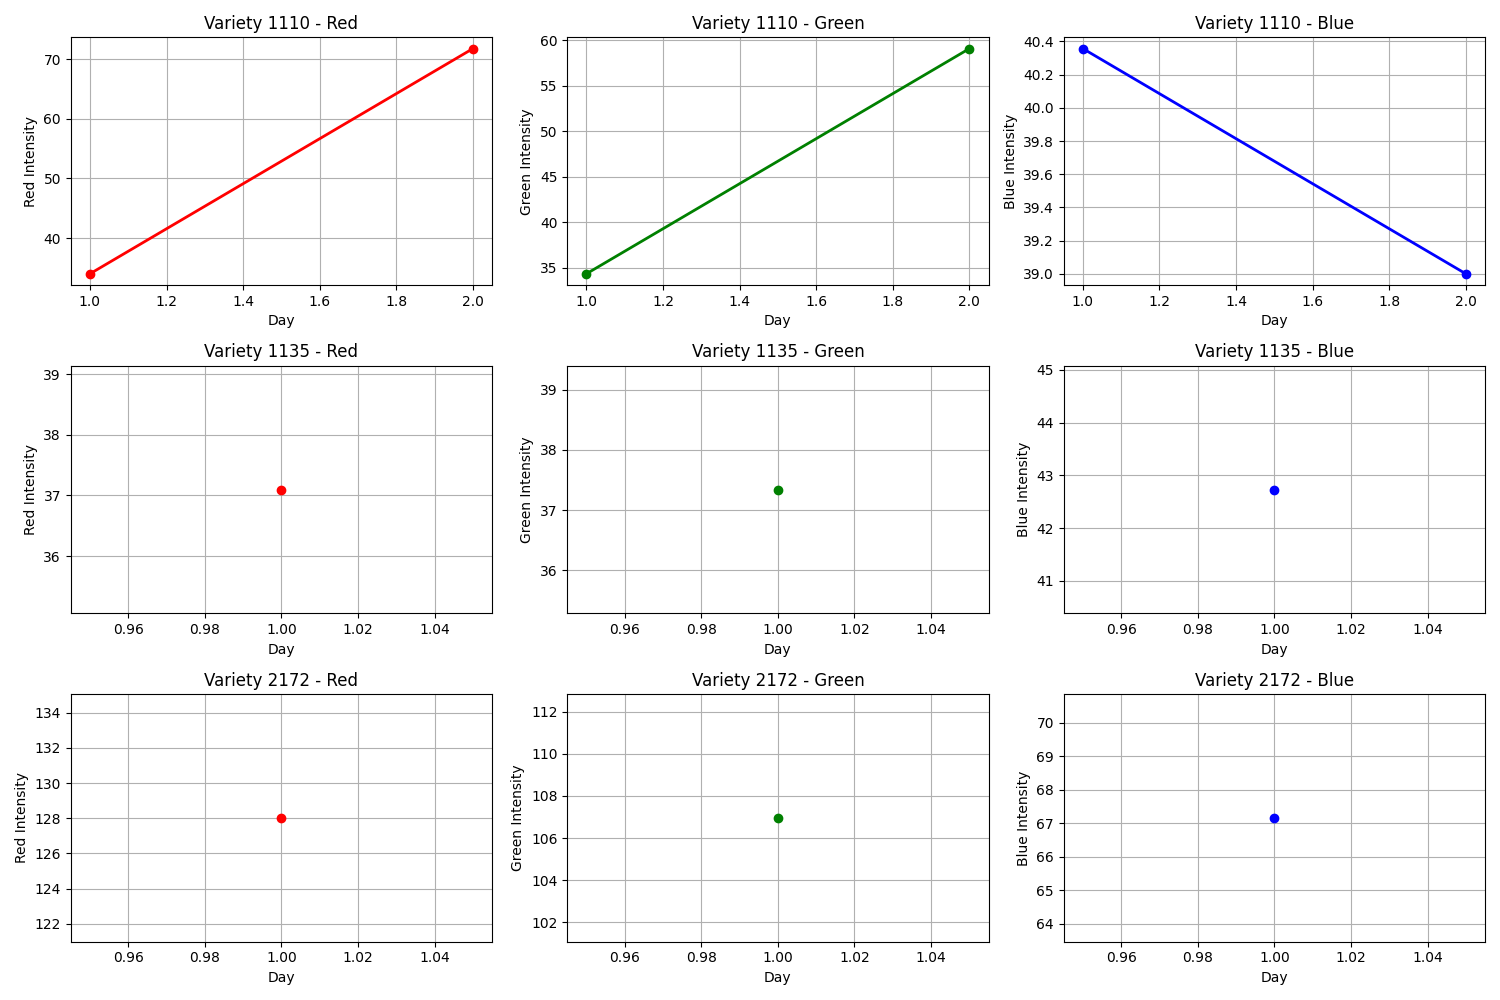 Variety 1110 - Red
Red Intensity
70
60
50
40
1.0 1.2 1.4 1.6 1.8 2.0
Day
Variety 1110 - Green
Green Intensity
60
55
50
45
40
35
1.0 1.2 1.4 1.6 1.8 2.0
Day
Variety 1110 - Blue
Blue Intensity
40.4
40.2
40.0
39.8
39.6
39.4
39.2
39.0
1.0 1.2 1.4 1.6 1.8 2.0
Day
Variety 1135 - Red
Red Intensity
39
38
37
36
0.96 0.98 1.00 1.02 1.04
Day
Variety 1135 - Green
Green Intensity
39
38
37
36
0.96 0.98 1.00 1.02 1.04
Day
Variety 1135 - Blue
Blue Intensity
45
44
43
42
41
0.96 0.98 1.00 1.02 1.04
Day
Variety 2172 - Red
Red Intensity
134
132
130
128
126
124
122
0.96 0.98 1.00 1.02 1.04
Day
Variety 2172 - Green
Green Intensity
112
110
108
106
104
102
0.96 0.98 1.00 1.02 1.04
Day
Variety 2172 - Blue
Blue Intensity
70
69
68
67
66
65
64
0.96 0.98 1.00 1.02 1.04
Day